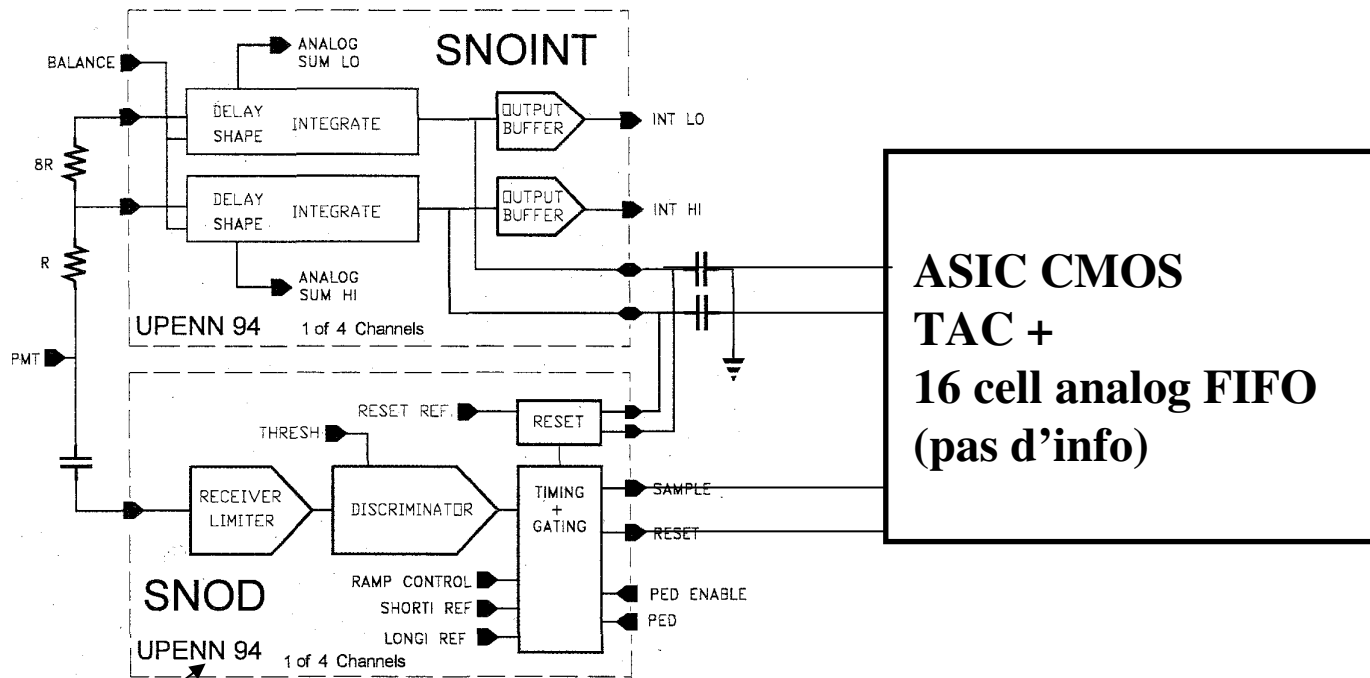 SNOINT
ANALOG
SUM LO
BALANCE
DELAY
SHAPE
INTEGRATE
OUTPUT
BUFFER
INT LO
8R
DELAY
SHAPE
INTEGRATE
OUTPUT
BUFFER
INT HI
R
ANALOG
SUM HI
UPENN 94
1 of 4 Channels
PMT
ASIC CMOS
TAC +
16 cell analog FIFO
(pas d’info)
RESET REF.
RESET
THRESH
RECEIVER
LIMITER
DISCRIMINATOR
TIMING
+
GATING
SAMPLE
RESET
RAMP CONTROL
SHORTI REF
LONGI REF
PED ENABLE
PED
SNOD
UPENN 94
1 of 4 Channels